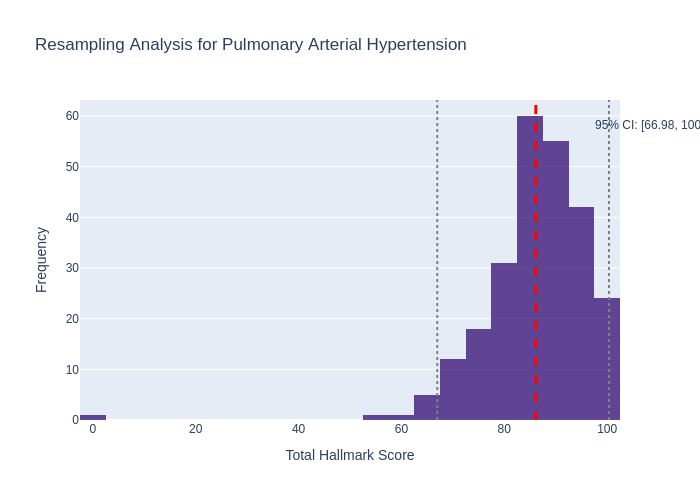 Resampling Analysis for Pulmonary Arterial Hypertension
95% CI: [66.98, 100
60
50
40
30
20
10
0
Frequency
0 20 40 60 80 100
Total Hallmark Score